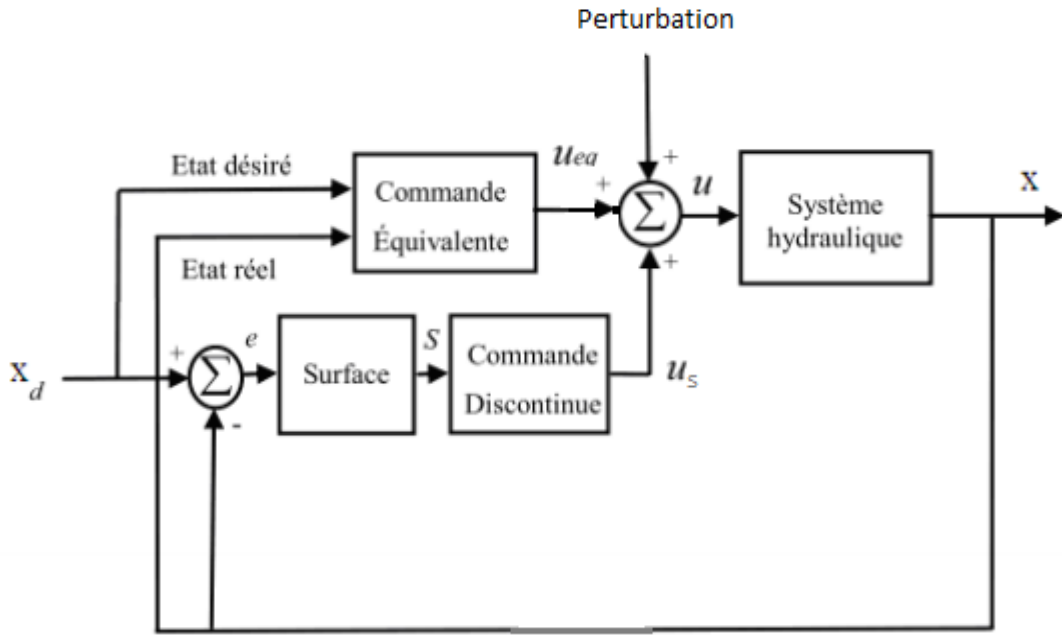 Perturbation
Etat désiré
Commande
Équivalente
u_eq
+
+
u
Système
hydraulique
x
Etat réel
x_d
+
e
Surface
S
Commande
Discontinue
u_s
+
-
Σ
Σ